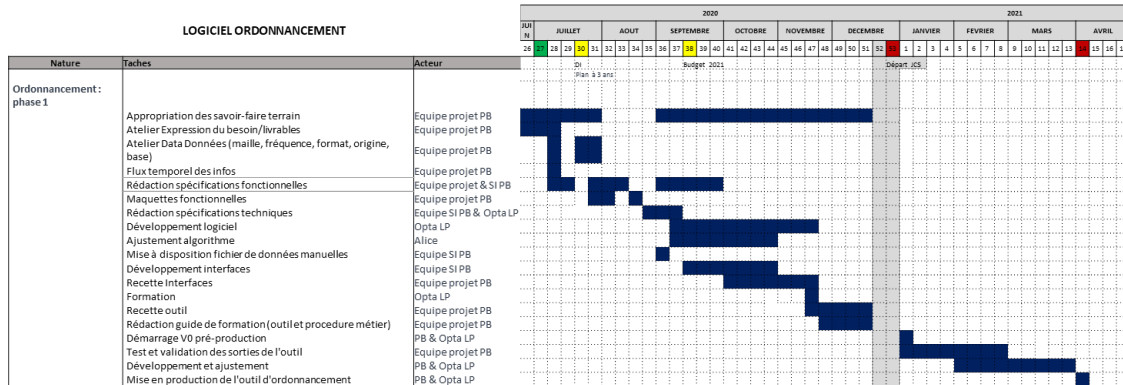 LOGICIEL ORDONNANCEMENT
2020 2021
JUIN JUILLET AOUT SEPTEMBRE OCTOBRE NOVEMBRE DECEMBRE JANVIER FEVRIER MARS AVRIL
26 27 28 29 30 31 32 33 34 35 36 37 38 39 40 41 42 43 44 45 46 47 48 49 50 51 52 53 1 2 3 4 5 6 7 8 9 10 11 12 13 14 15 16
Nature Taches Acteur DI Budget 2021 Départ JCS
Plan à 3 ans
Ordonnancement :
phase 1
Appropriation des savoir-faire terrain Equipe projet PB
Atelier Expression du besoin/livrables Equipe projet PB
Atelier Data Données (maille, fréquence, format, origine,
base) Equipe projet PB
Flux temporel des infos Equipe projet PB
Rédaction spécifications fonctionnelles Equipe projet & SI PB
Maquettes fonctionnelles Equipe projet PB
Rédaction spécifications techniques Equipe SI PB & Opta LP
Développement logiciel Opta LP
Ajustement algorithme Alice
Mise à disposition fichier de données manuelles Equipe SI PB
Développement interfaces Equipe SI PB
Recette Interfaces Equipe projet PB
Formation Opta LP
Recette outil Equipe projet PB
Rédaction guide de formation (outil et procedure métier) Equipe projet PB
Démarrage V0 pré-production PB & Opta LP
Test et validation des sorties de l'outil Equipe projet PB
Développement et ajustement PB & Opta LP
Mise en production de l'outil d'ordonnancement PB & Opta LP